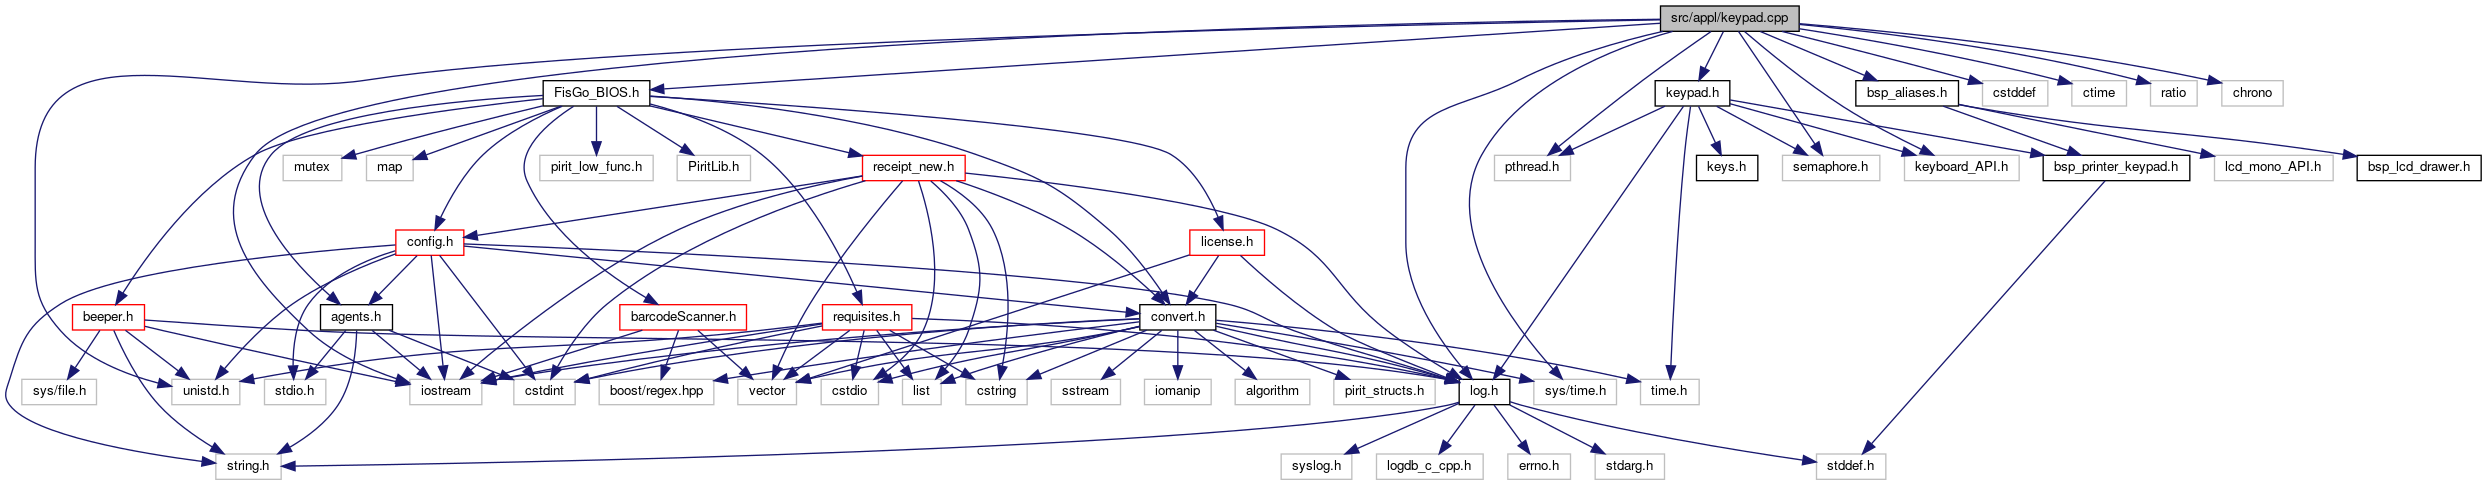 src/appl/keypad.cpp
FisGo_BIOS.h
keypad.h
bsp_aliases.h
cstddef
ctime
ratio
chrono
mutex
map
pirit_low_func.h
PiritLib.h
receipt_new.h
pthread.h
keys.h
semaphore.h
keyboard_API.h
bsp_printer_keypad.h
lcd_mono_API.h
bsp_lcd_drawer.h
config.h
license.h
beeper.h
agents.h
barcodeScanner.h
requisites.h
convert.h
sys/file.h
unistd.h
stdio.h
iostream
cstdint
boost/regex.hpp
vector
cstdio
list
cstring
sstream
iomanip
algorithm
pirit_structs.h
log.h
sys/time.h
time.h
string.h
syslog.h
logdb_c_cpp.h
errno.h
stdarg.h
stddef.h